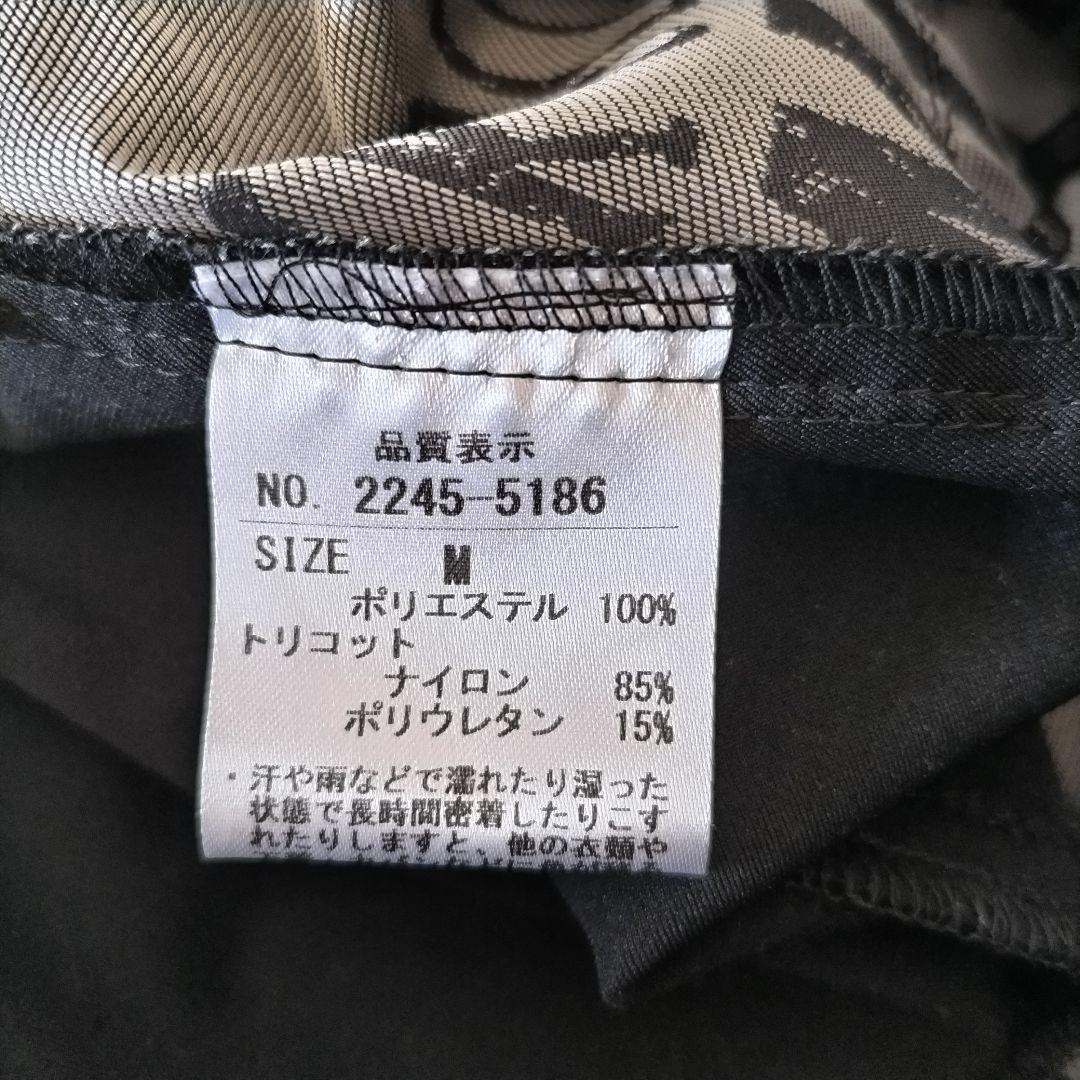 品質表示
NO. 2245-5186
SIZE M
ポリエステル 100%
トリコット
ナイロン 85%
ポリウレタン 15%
・汗や雨などで濡れたり湿った
状態で長時間密着したりこす
れたりしますと、他の衣類や